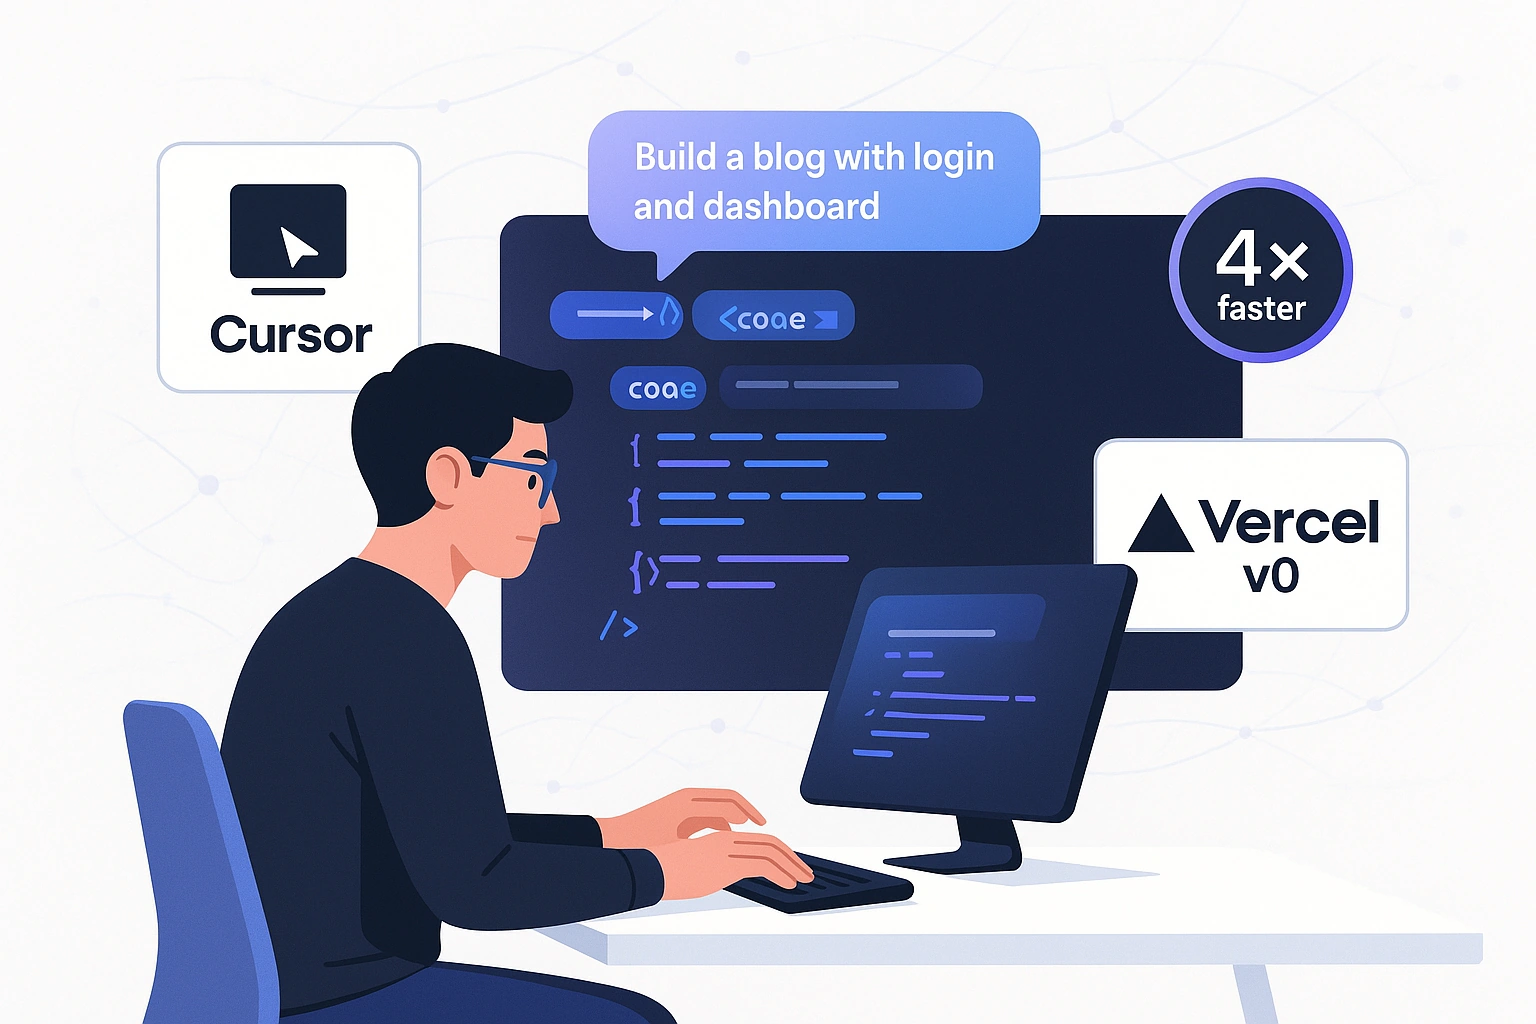 Build a blog with login
and dashboard
Cursor
4×
faster
<coae
coae
{
{
{>
/>
Vercel
v0